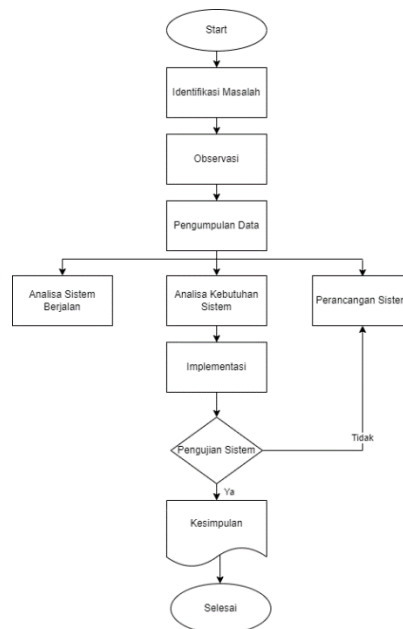 Start
Identifikasi Masalah
Observasi
Pengumpulan Data
Analisa Sistem
Berjalan
Analisa Kebutuhan
Sistem
Perancangan Sistem
Implementasi
Pengujian Sistem
Tidak
Ya
Kesimpulan
Selesai